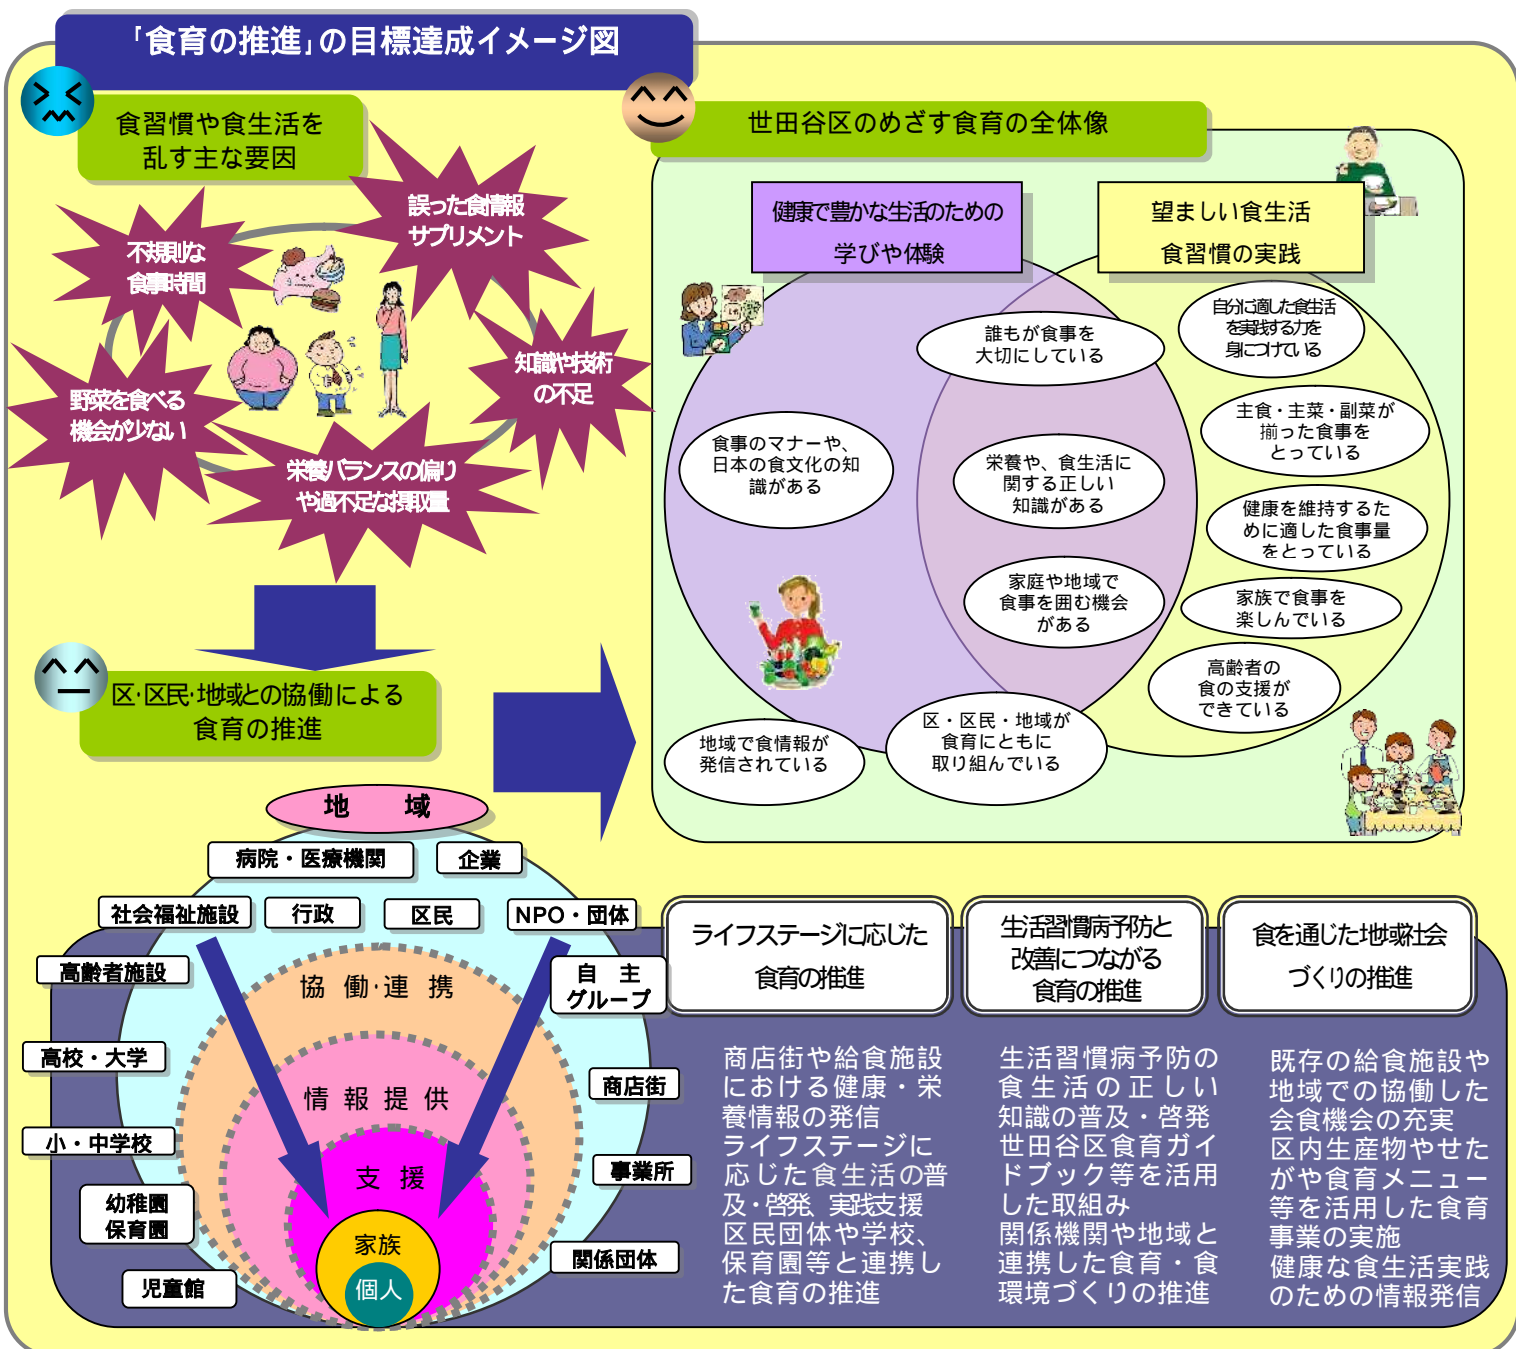 「食育の推進」の目標達成イメージ図
食習慣や食生活を
乱す主な要因
誤った食情報
サプリメント
不規則な
食事時間
知識や技術
の不足
野菜を食べる
機会が少ない
栄養バランスの偏り
や過不足な摂取量
区・区民・地域との協働による
食育の推進
世田谷区のめざす食育の全体像
健康で豊かな生活のための
学びや体験
望ましい食生活
食習慣の実践
誰もが食事を
大切にしている
自分に適した食生活
を実践する力を
身につけている
主食・主菜・副菜が
揃った食事を
とっている
食事のマナーや、
日本の食文化の知
識がある
栄養や、食生活に
関する正しい
知識がある
健康を維持するた
めに適した食事量
をとっている
家庭や地域で
食事を囲む機会
がある
家族で食事を
楽しんでいる
高齢者の
食の支援が
できている
地域で食情報が
発信されている
区・区民・地域が
食育にともに
取り組んでいる
地　域
病院・医療機関
企業
社会福祉施設
行政
区民
NPO・団体
高齢者施設
自　主
グループ
高校・大学
商店街
小・中学校
事業所
幼稚園
保育園
関係団体
児童館
協働・連携
情報提供
支援
家族
個人
ライフステージに応じた
食育の推進
商店街や給食施設
における健康・栄
養情報の発信
ライフステージに
応じた食生活の普
及・啓発、実践支援
区民団体や学校、
保育園等と連携し
た食育の推進
生活習慣病予防と
改善につながる
食育の推進
生活習慣病予防の
食生活の正しい
知識の普及・啓発
世田谷区食育ガイ
ドブック等を活用
した取組み
関係機関や地域と
連携した食育・食
環境づくりの推進
食を通じた地域社会
づくりの推進
既存の給食施設や
地域での協働した
会食機会の充実
区内生産物やせた
がや食育メニュー
等を活用した食育
事業の実施
健康な食生活実践
のための情報発信